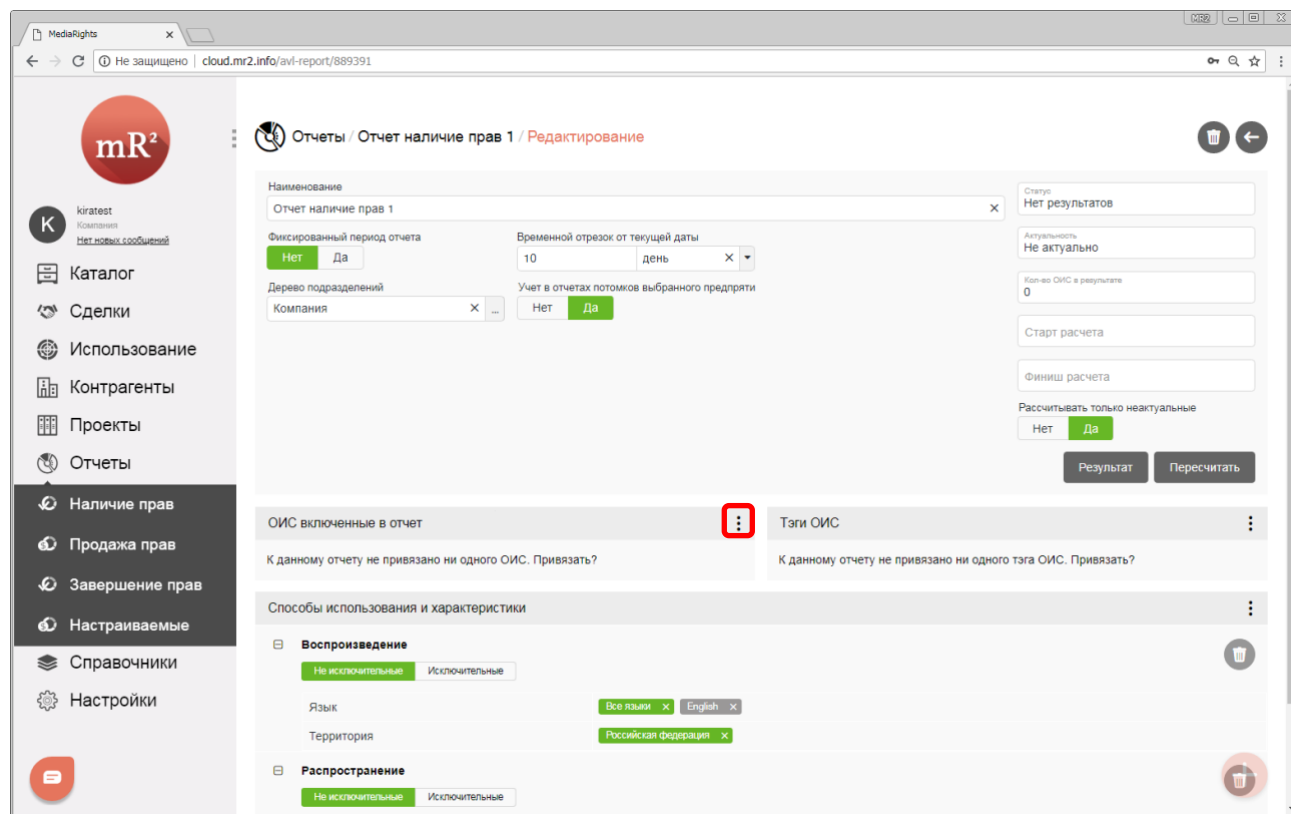 MR2
MediaRights
Не защищено | cloud.mr2.info/avl-report/889391
mR²
Отчеты / Отчет наличие прав 1 / Редактирование
K
kiratest
Компания
Нет новых сообщений
Каталог
Сделки
Использование
Контрагенты
Проекты
Отчеты
Наличие прав
Продажа прав
Завершение прав
Настраиваемые
Справочники
Настройки
Наименование
Отчет наличие прав 1
Фиксированный период отчета
Нет Да
Временной отрезок от текущей даты
10 день
Дерево подразделений
Компания ...
Учет в отчетах потомков выбранного предпряти
Нет Да
Статус
Нет результатов
Актуальность
Не актуально
Кол-во ОИС в результате
0
Старт расчета
Финиш расчета
Рассчитывать только неактуальные
Нет Да
Результат Пересчитать
ОИС включенные в отчет
К данному отчету не привязано ни одного ОИС. Привязать?
Тэги ОИС
К данному отчету не привязано ни одного тэга ОИС. Привязать?
Способы использования и характеристики
Воспроизведение
Не исключительные Исключительные
Язык Все языки x English x
Территория Российская федерация x
Распространение
Не исключительные Исключительные